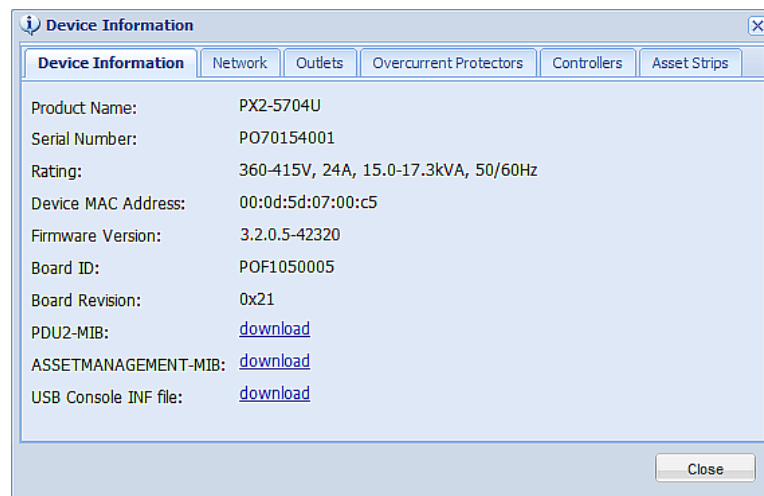 Device Information
Device Information Network Outlets Overcurrent Protectors Controllers Asset Strips
Product Name: PX2-5704U
Serial Number: PO70154001
Rating: 360-415V, 24A, 15.0-17.3kVA, 50/60Hz
Device MAC Address: 00:0d:5d:07:00:c5
Firmware Version: 3.2.0.5-42320
Board ID: POF1050005
Board Revision: 0x21
PDU2-MIB: download
ASSETMANAGEMENT-MIB: download
USB Console INF file: download
Close